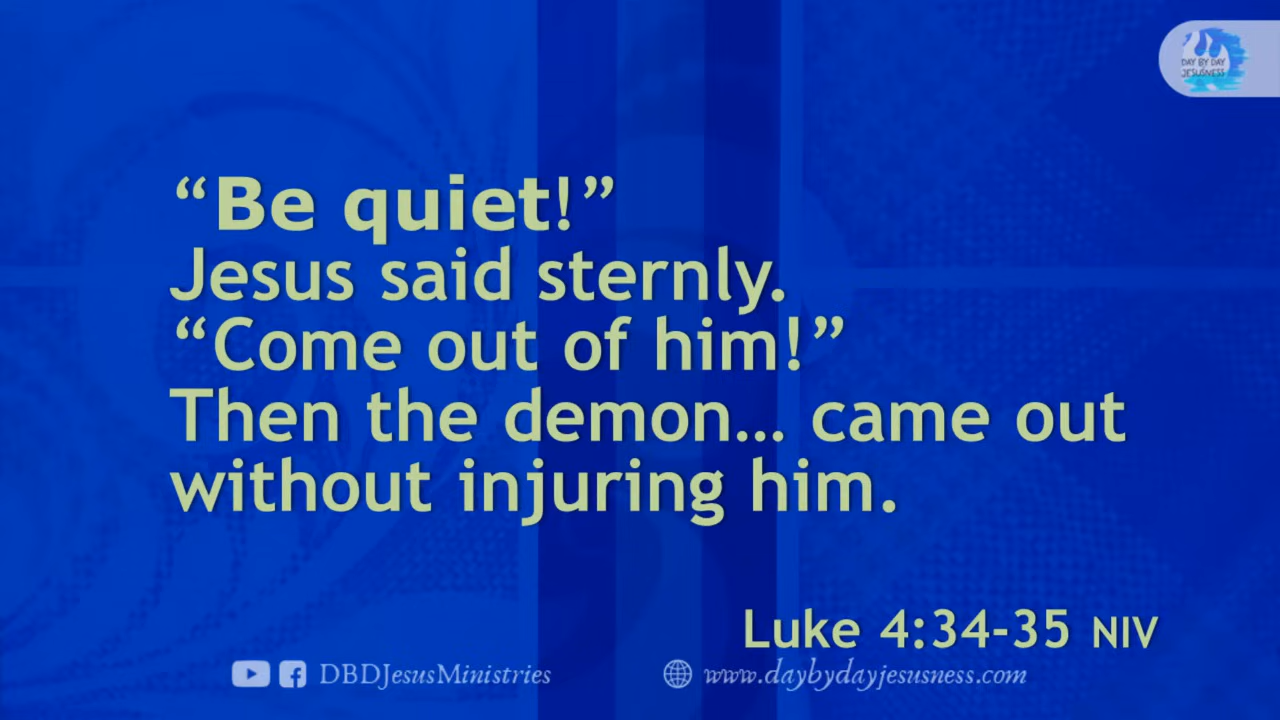 DAY BY DAY
JESUSNESS
“Be quiet!”
Jesus said sternly.
“Come out of him!”
Then the demon... came out
without injuring him.
Luke 4:34-35 NIV
DBDJesusMinistries
www.daybydayjesusness.com